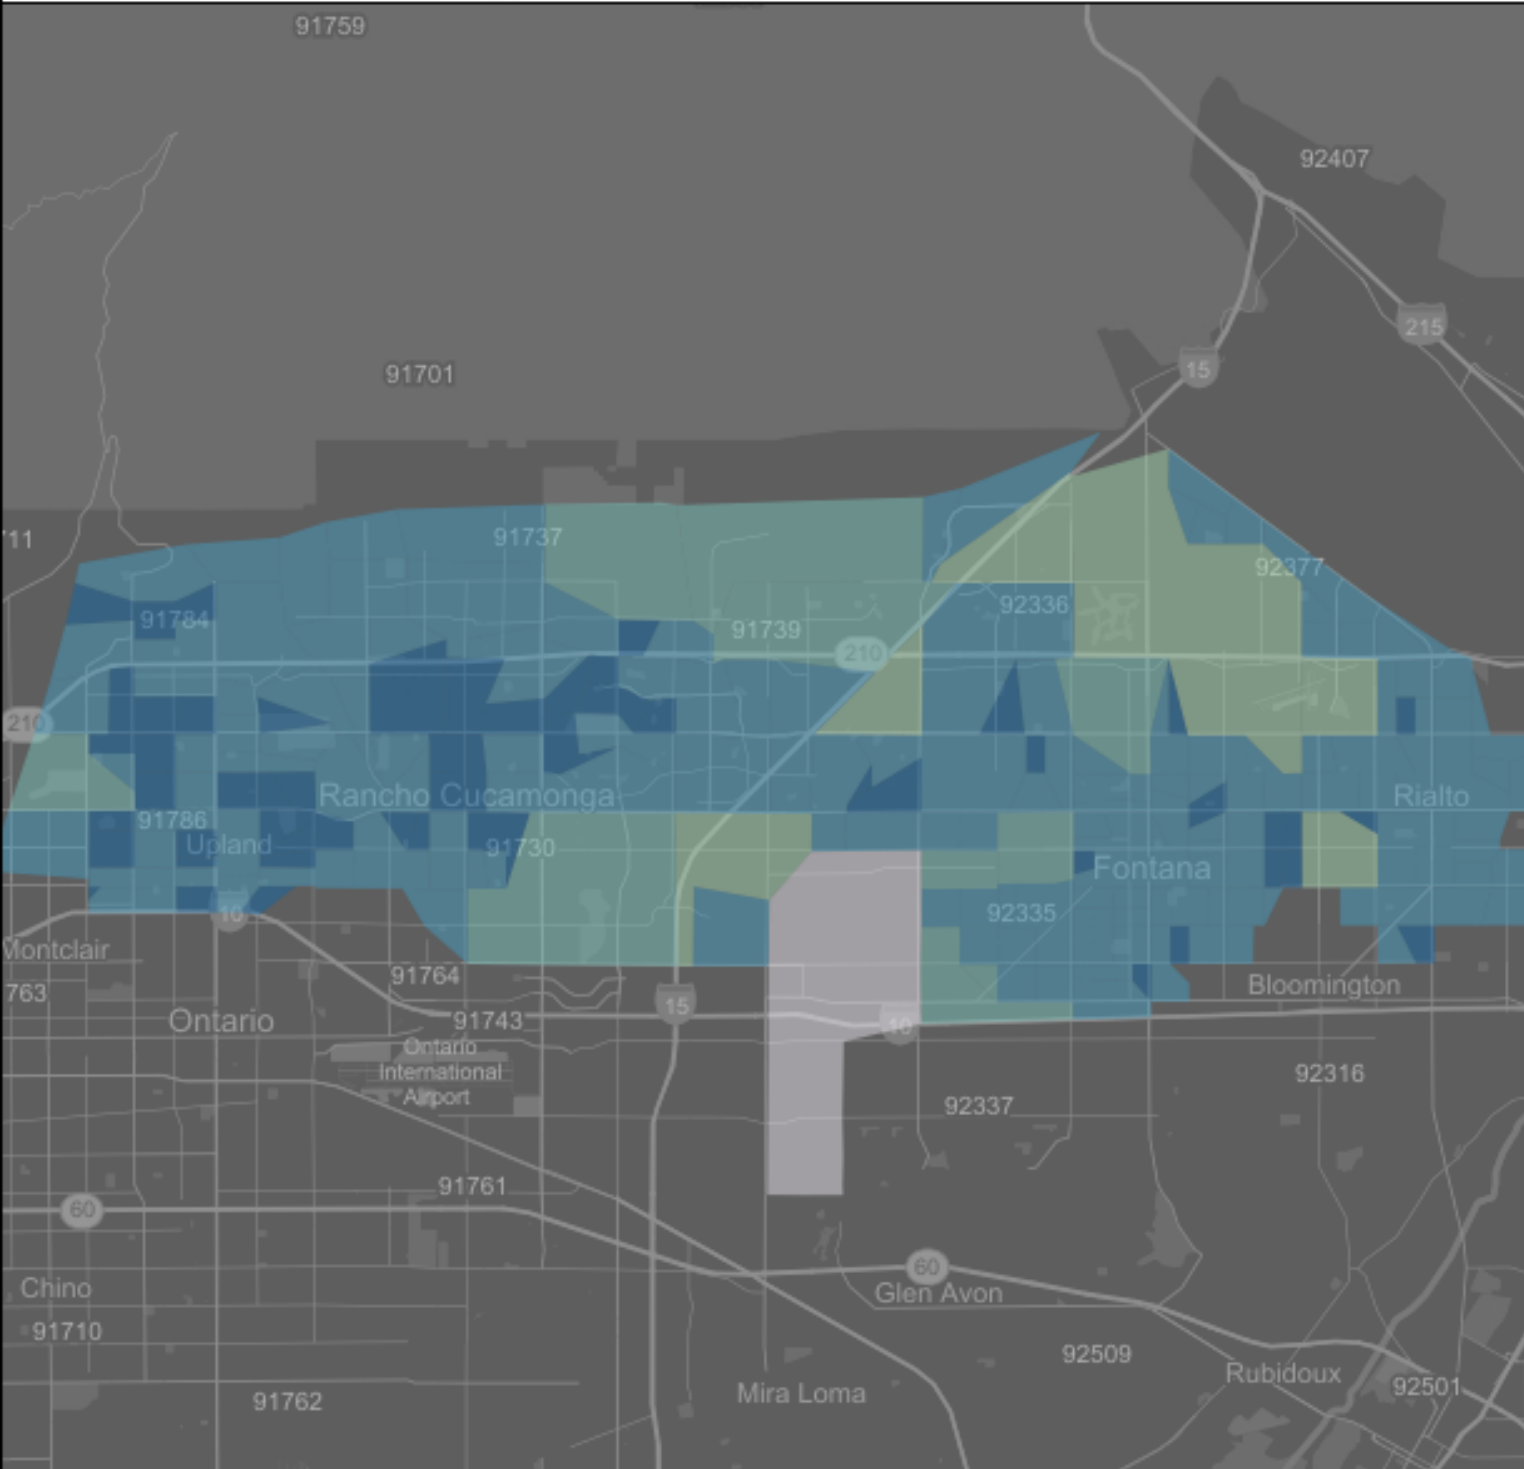 91759
92407
215
15
91701
'11
91737
92377
91784
92336
91739
210
210
Rancho Cucamonga
Rialto
91786
Upland
91730
Fontana
10
92335
Montclair
91764
763
Bloomington
15
Ontario
91743
10
Ontario
International
Airport
92316
92337
91761
60
60
Chino
Glen Avon
91710
92509
Rubidoux
92501
Mira Loma
91762